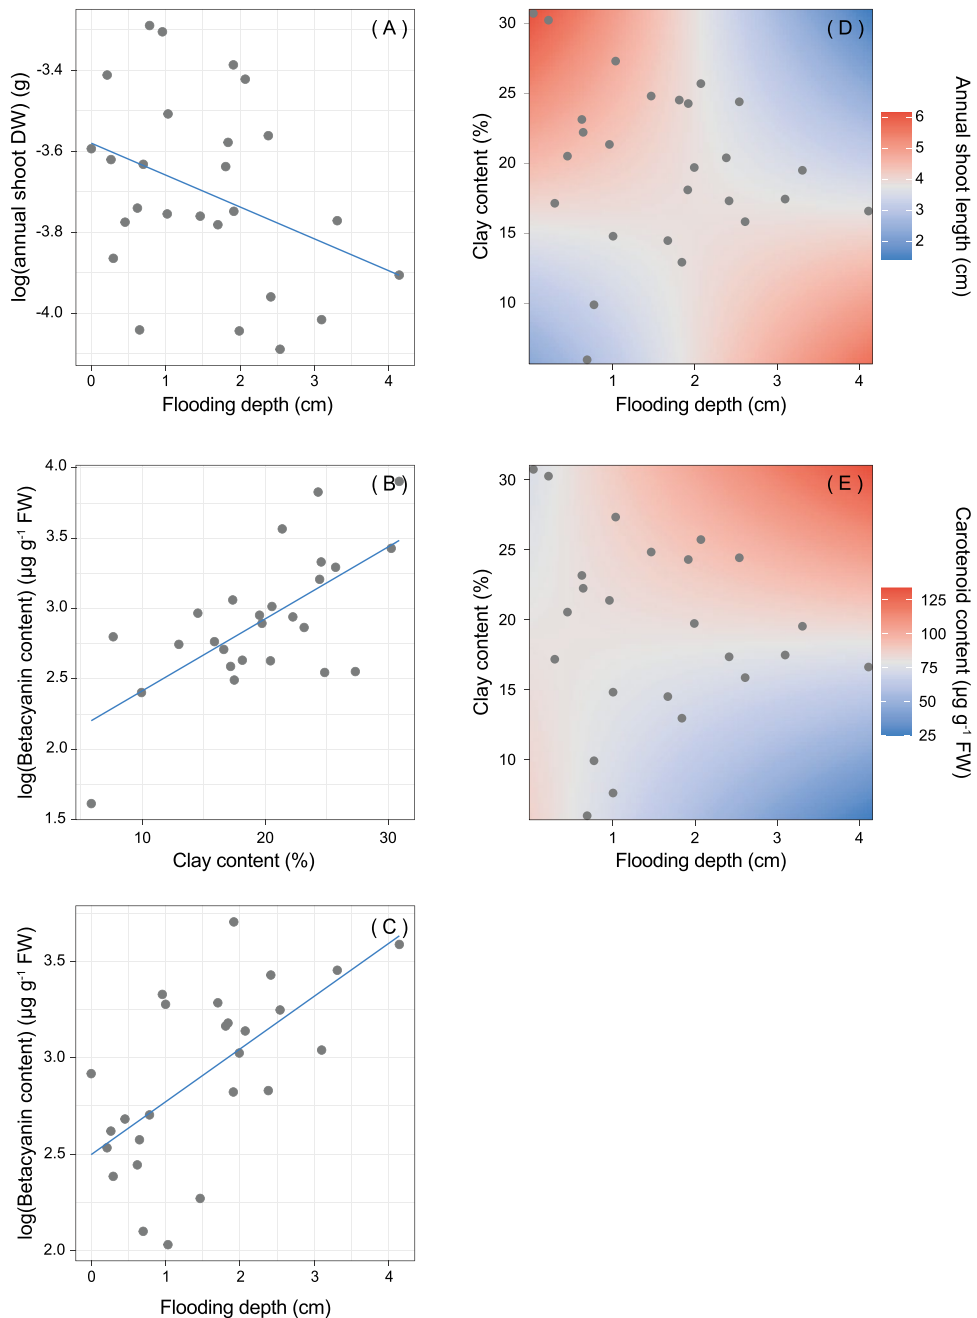 ( A )
log(annual shoot DW) (g)
-3.4
-3.6
-3.8
-4.0
0 1 2 3 4
Flooding depth (cm)
( D )
Clay content (%)
30
25
20
15
10
1 2 3 4
Flooding depth (cm)
Annual shoot length (cm)
6
5
4
3
2
( B )
log(Betacyanin content) (µg g⁻¹ FW)
4.0
3.5
3.0
2.5
2.0
1.5
10 20 30
Clay content (%)
( E )
Clay content (%)
30
25
20
15
10
1 2 3 4
Flooding depth (cm)
Carotenoid content (µg g⁻¹ FW)
125
100
75
50
25
( C )
log(Betacyanin content) (µg g⁻¹ FW)
3.5
3.0
2.5
2.0
0 1 2 3 4
Flooding depth (cm)